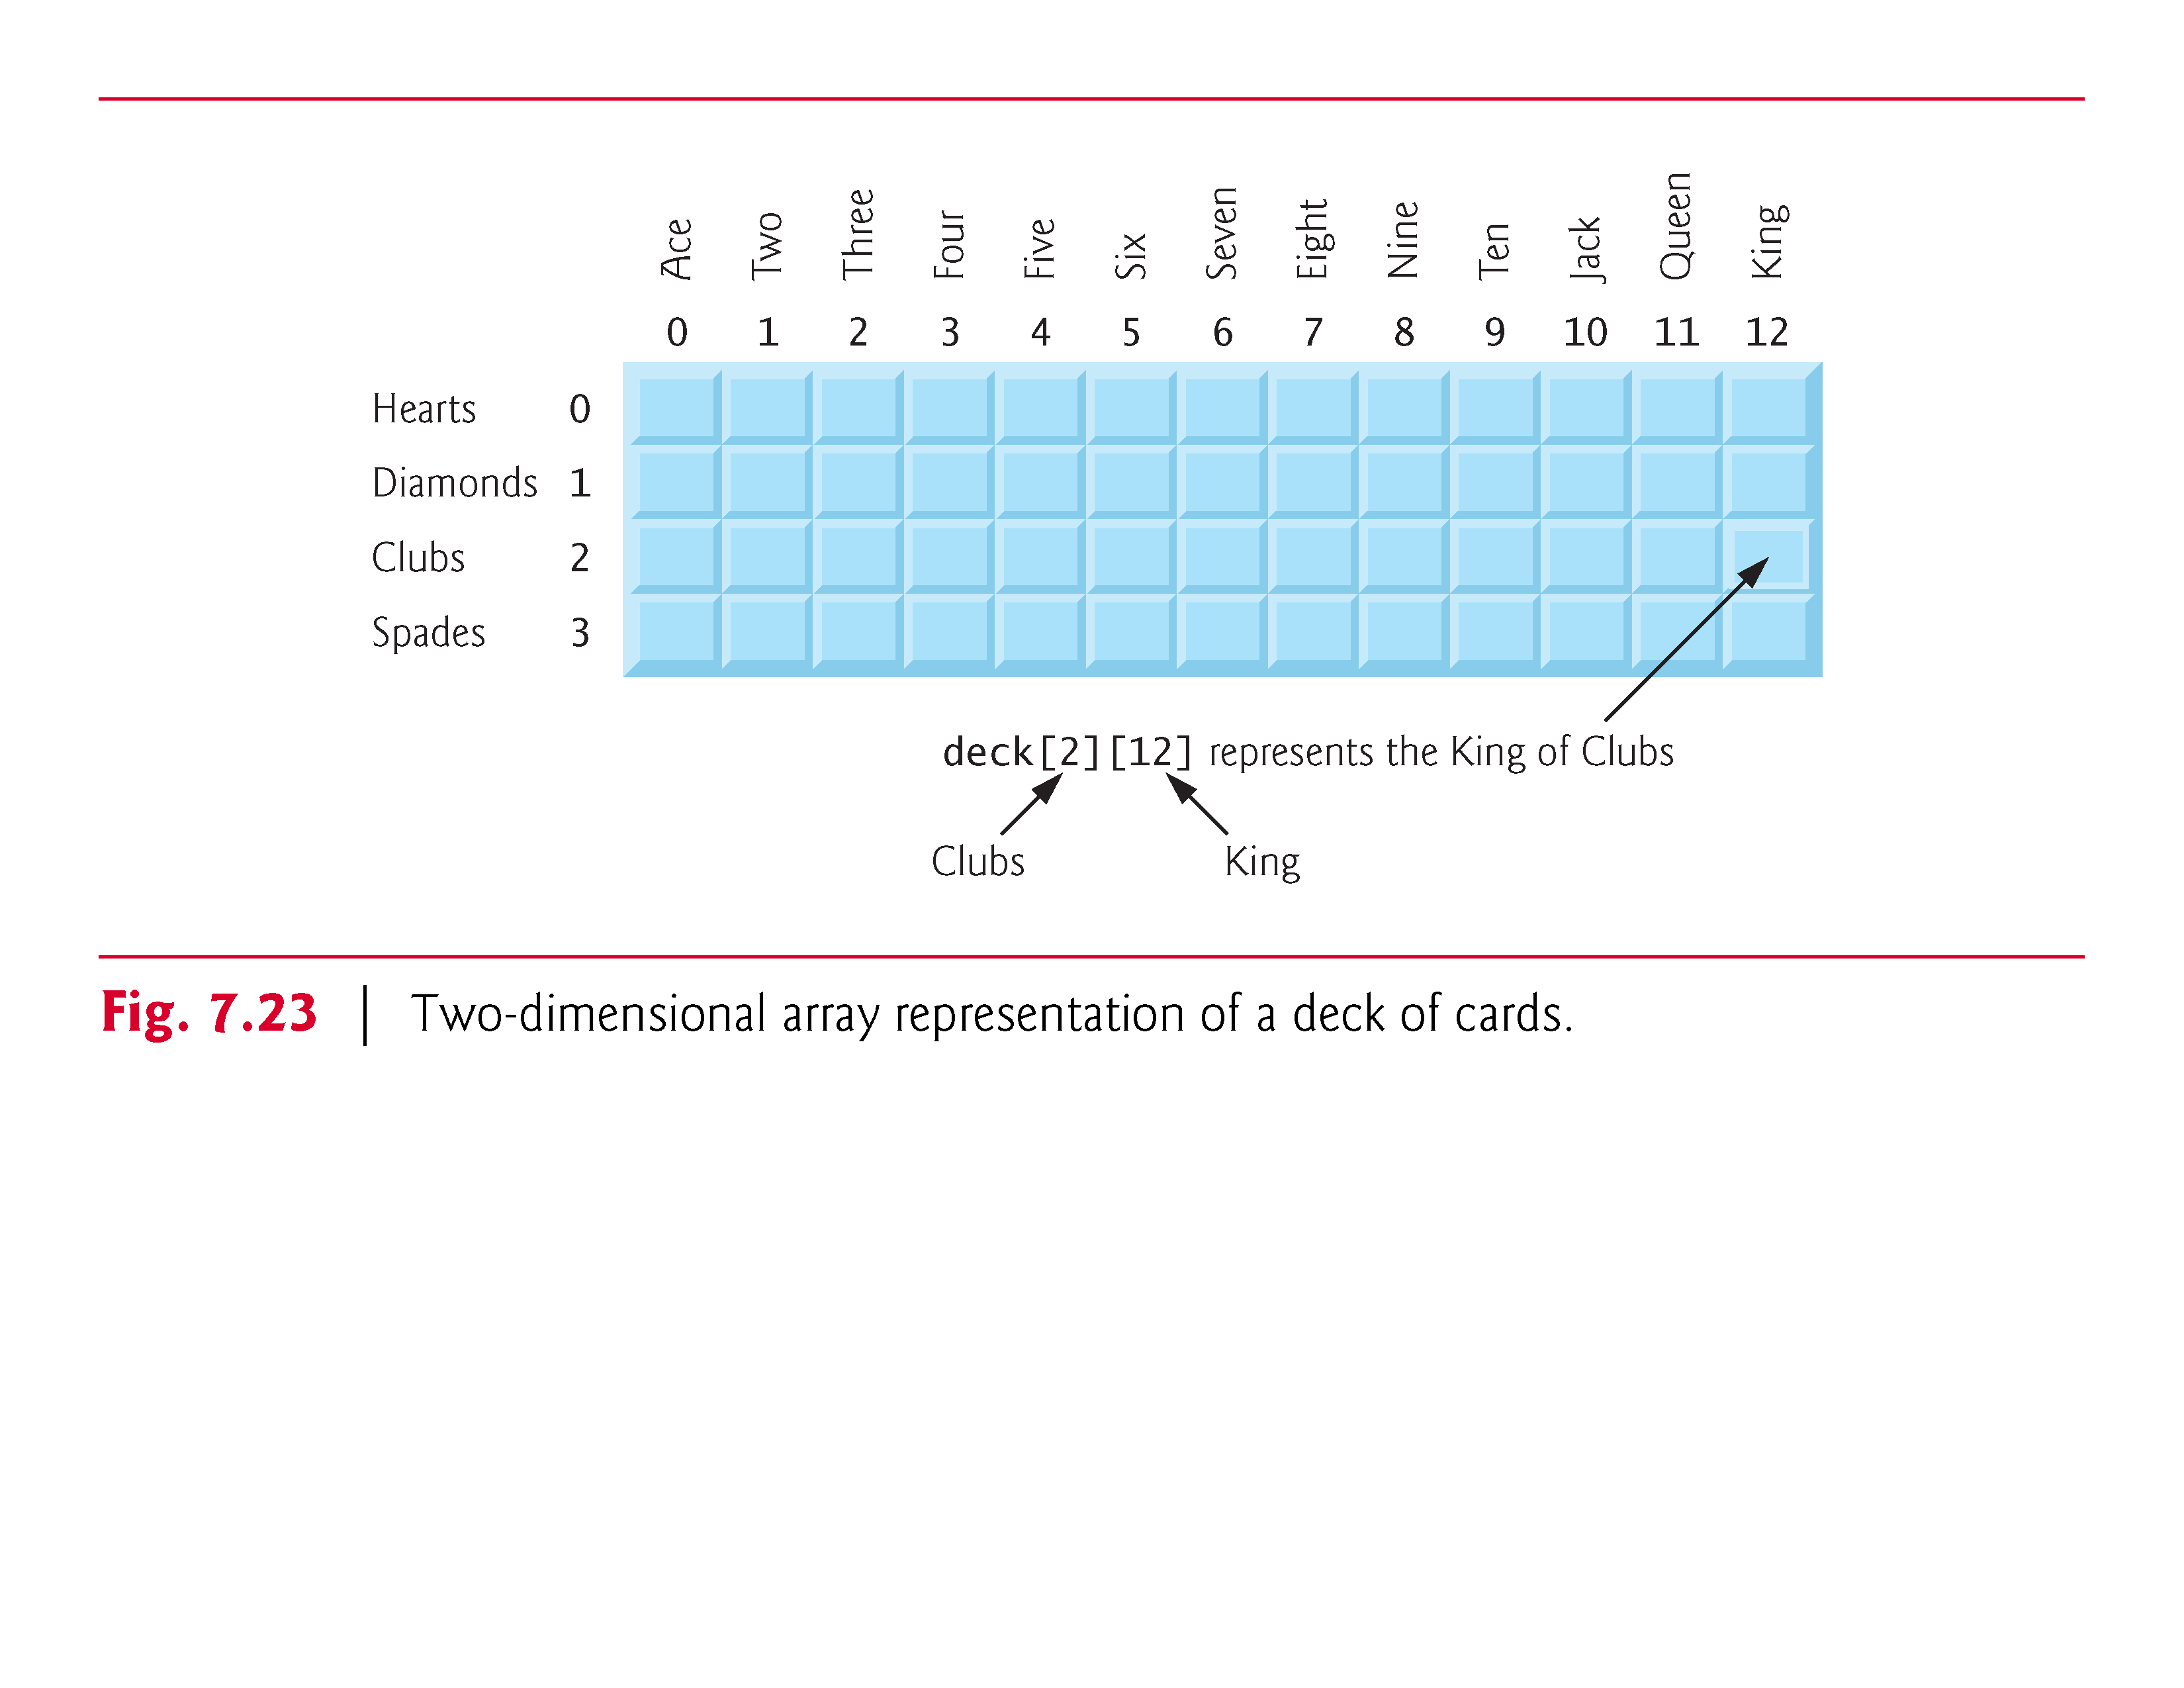 Ace Two Three Four Five Six Seven Eight Nine Ten Jack Queen King
0 1 2 3 4 5 6 7 8 9 10 11 12
Hearts 0
Diamonds 1
Clubs 2
Spades 3
deck[2][12] represents the King of Clubs
Clubs King
Fig. 7.23 | Two-dimensional array representation of a deck of cards.